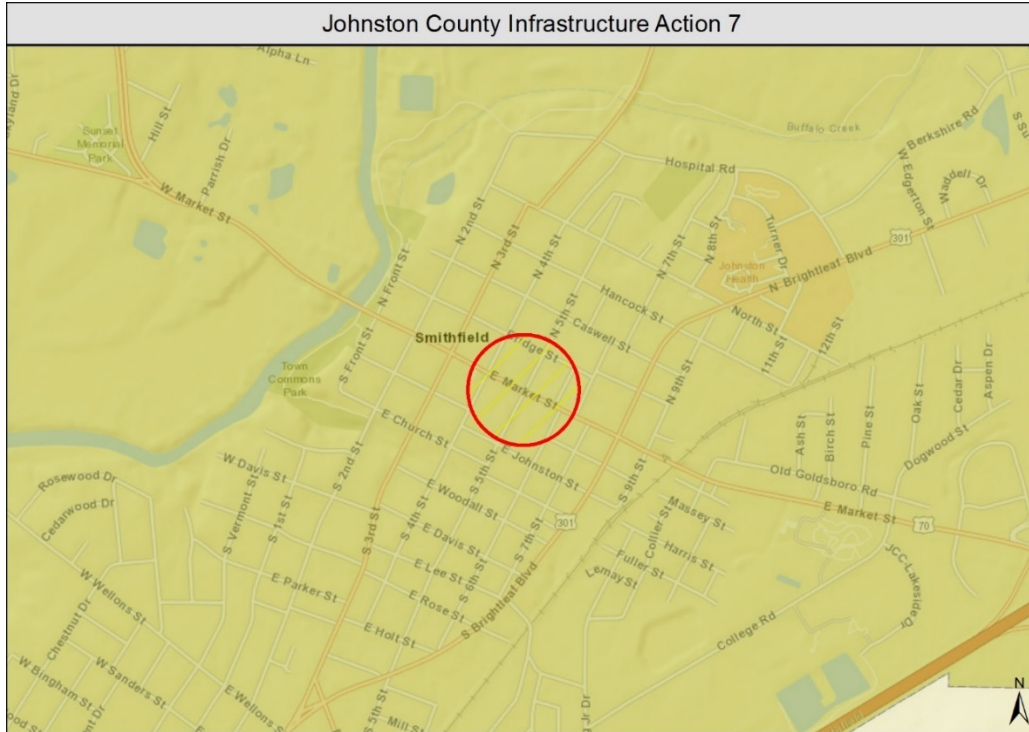 Johnston County Infrastructure Action 7
Alpha Ln
Hill St
Sunset
Memorial
Park
Parrish Dr
W Market St
Buffalo Creek
Berkshire Rd
Hospital Rd
W Edgerton St
Waddell Dr
N 2nd St
N 3rd St
N 4th St
N 7th St
N 8th St
Turner Dr
301
Johnston
Health
N Brightleaf Blvd
N Front St
N 5th St
Hancock St
North St
12th St
11th St
Caswell St
Smithfield
Bridge St
E Market St
S Front St
Town
Commons
Park
N 9th St
Cedar Dr
Aspen Dr
Oak St
Pine St
Birch St
Ash St
Dogwood St
E Church St
E Johnston St
Old Goldsboro Rd
E Market St
70
W Davis St
S 2nd St
S 5th St
S 9th St
Rosewood Dr
Cedarwood Dr
S Vermont St
S 1st St
S 3rd St
S 4th St
E Woodall St
E Davis St
S 7th St
301
Massey St
Collier St
Harris St
Fuller St
Lemay St
E Lee St
S 6th St
E Rose St
S Brightleaf Blvd
E Parker St
E Holt St
W Wellons St
Chestnut Dr
JCC-Lakeside Dr
College Rd
W Bingham St
W Sanders St
E Wellons St
S 5th St
Mill St
Jr Dr
N